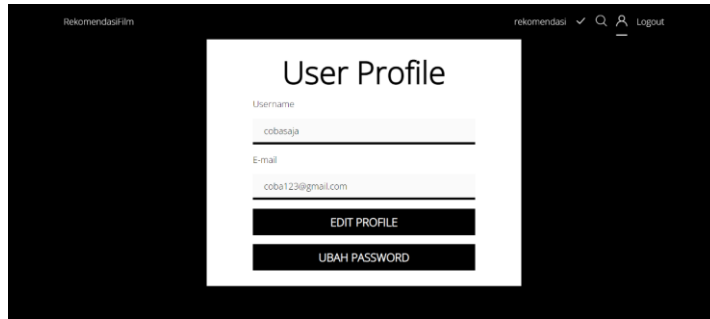 RekomendasiFilm rekomendasi Logout
User Profile
Username
cobasaja
E-mail
coba123@gmail.com
EDIT PROFILE
UBAH PASSWORD